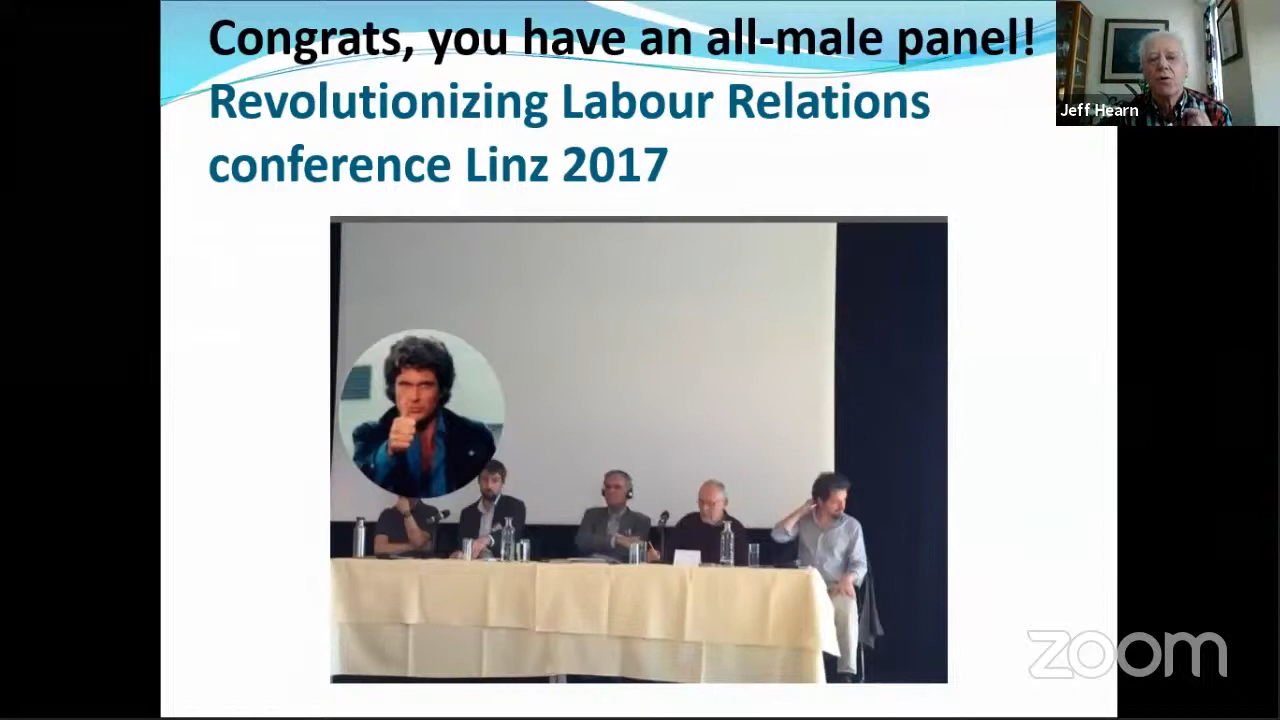 Congrats, you have an all-male panel!
Revolutionizing Labour Relations
conference Linz 2017
Jeff Hearn
zoom